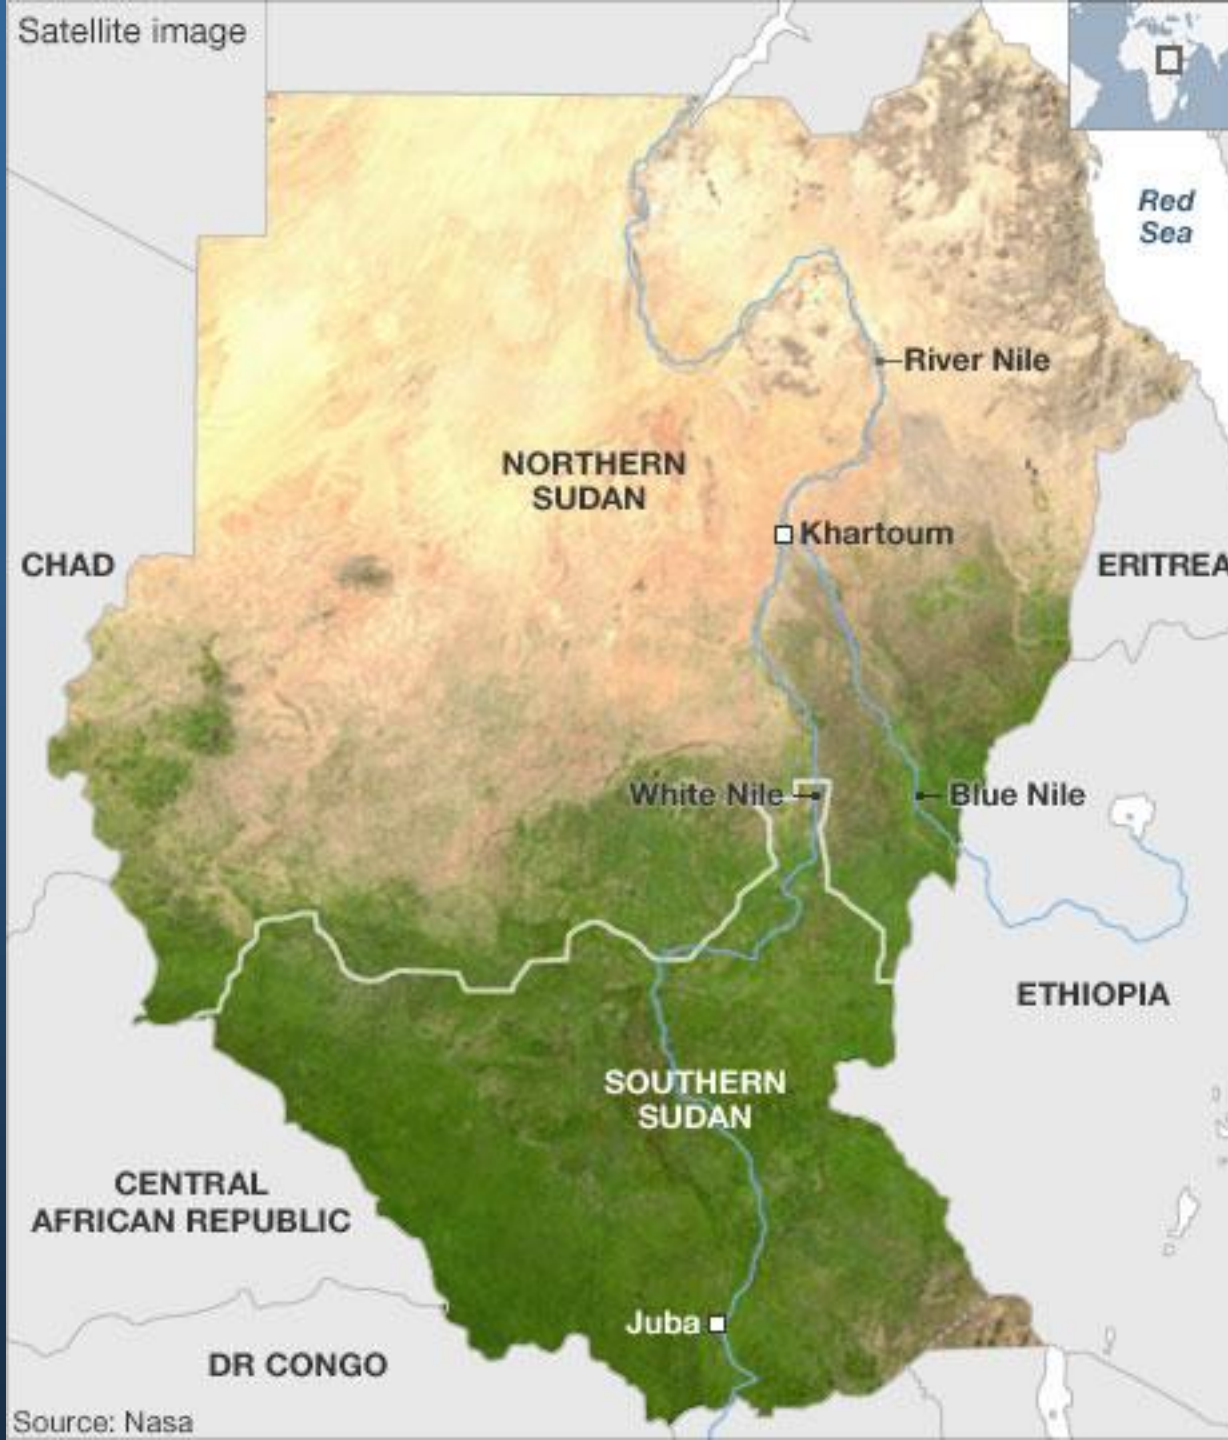 Satellite image
Red
Sea
River Nile
NORTHERN
SUDAN
Khartoum
CHAD
ERITREA
White Nile
Blue Nile
ETHIOPIA
SOUTHERN
SUDAN
CENTRAL
AFRICAN REPUBLIC
Juba
DR CONGO
Source: Nasa